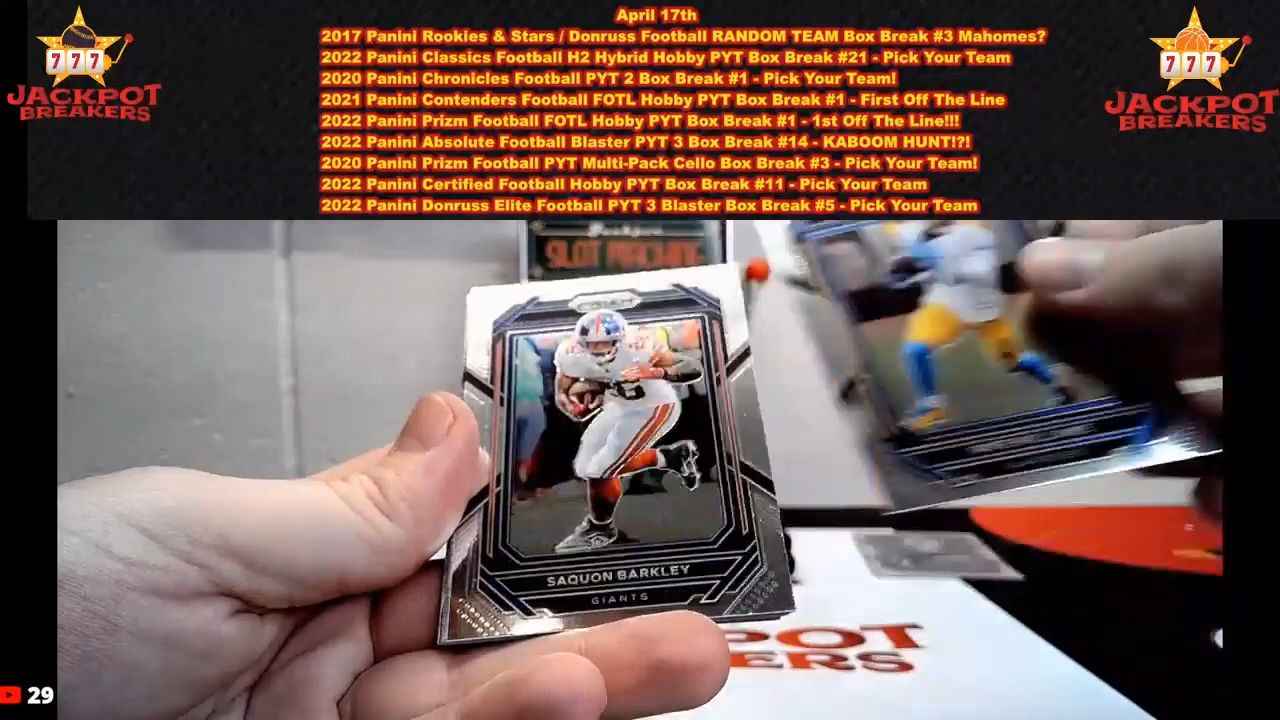 April 17th
2017 Panini Rookies & Stars / Donruss Football RANDOM TEAM Box Break #3 Mahomes?
2022 Panini Classics Football H2 Hybrid Hobby PYT Box Break #21 - Pick Your Team
2020 Panini Chronicles Football PYT 2 Box Break #1 - Pick Your Team!
2021 Panini Contenders Football FOTL Hobby PYT Box Break #1 - First Off The Line
2022 Panini Prizm Football FOTL Hobby PYT Box Break #1 - 1st Off The Line!!!
2022 Panini Absolute Football Blaster PYT 3 Box Break #14 - KABOOM HUNT!?!
2020 Panini Prizm Football PYT Multi-Pack Cello Box Break #3 - Pick Your Team!
2022 Panini Certified Football Hobby PYT Box Break #11 - Pick Your Team
2022 Panini Donruss Elite Football PYT 3 Blaster Box Break #5 - Pick Your Team
777
JACKPOT
BREAKERS
777
JACKPOT
BREAKERS
SLOT MACHINE
PRIZM
26
SAQUON BARKLEY
GIANTS
POT
ERS
29